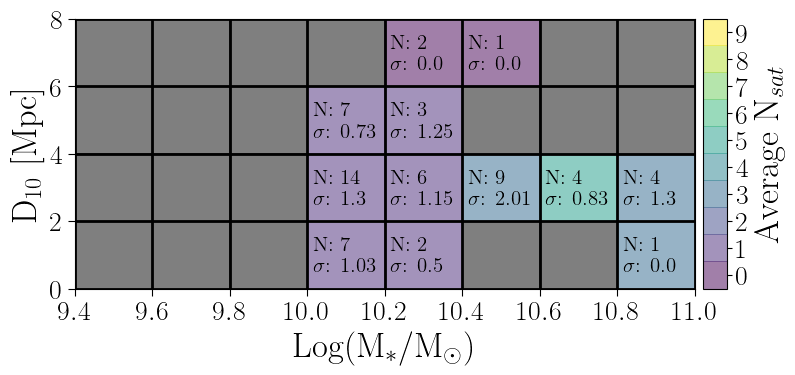 8
6
4
2
0
D₁₀ [Mpc]
N: 2
σ: 0.0
N: 1
σ: 0.0
N: 7
σ: 0.73
N: 3
σ: 1.25
N: 14
σ: 1.3
N: 6
σ: 1.15
N: 9
σ: 2.01
N: 4
σ: 0.83
N: 4
σ: 1.3
N: 7
σ: 1.03
N: 2
σ: 0.5
N: 1
σ: 0.0
9.4 9.6 9.8 10.0 10.2 10.4 10.6 10.8 11.0
Log(M*/M⊙)
9
8
7
6
5
4
3
2
1
0
Average N_sat